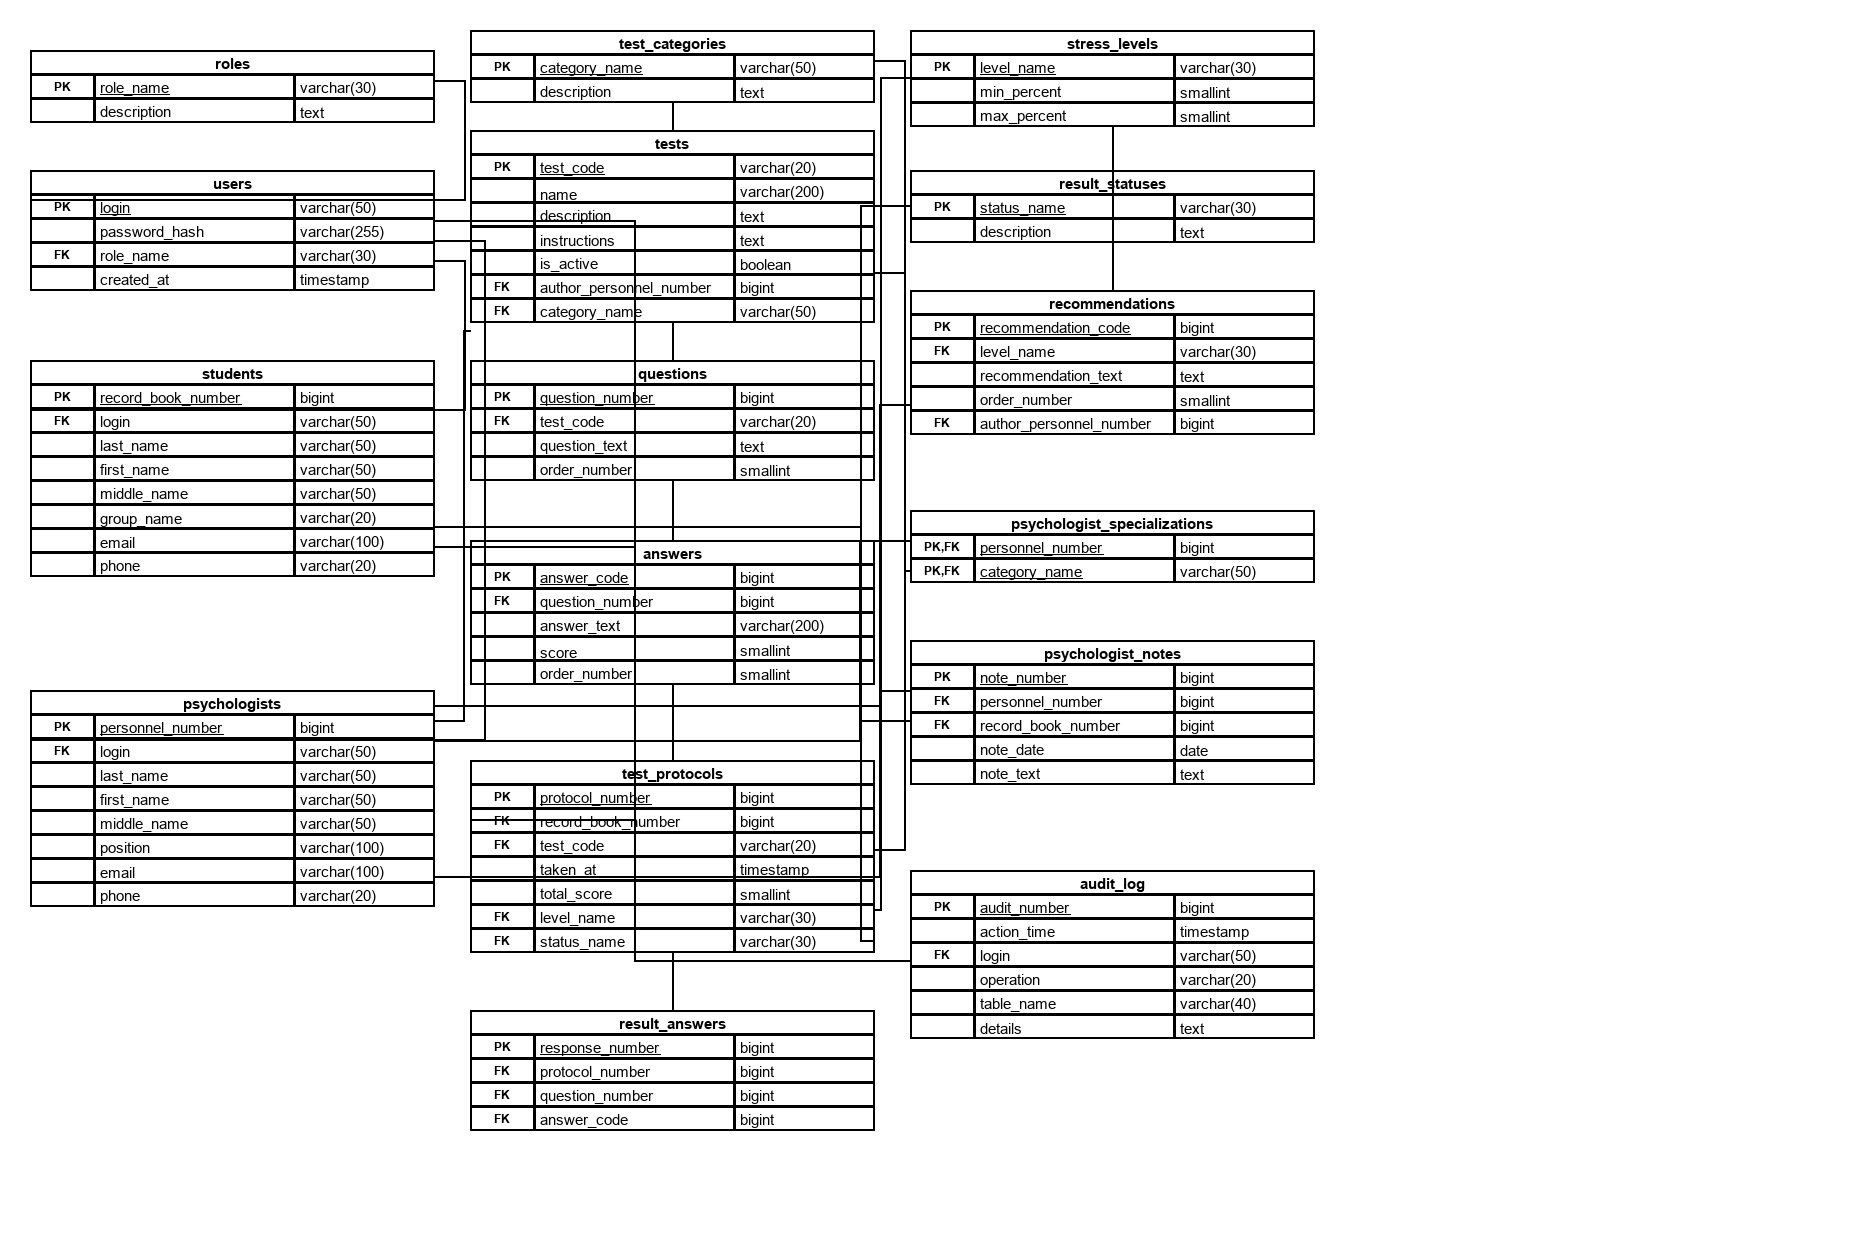 roles
PK role_name varchar(30)
description text
users
PK login varchar(50)
password_hash varchar(255)
FK role_name varchar(30)
created_at timestamp
students
PK record_book_number bigint
FK login varchar(50)
last_name varchar(50)
first_name varchar(50)
middle_name varchar(50)
group_name varchar(20)
email varchar(100)
phone varchar(20)
psychologists
PK personnel_number bigint
FK login varchar(50)
last_name varchar(50)
first_name varchar(50)
middle_name varchar(50)
position varchar(100)
email varchar(100)
phone varchar(20)
test_categories
PK category_name varchar(50)
description text
tests
PK test_code varchar(20)
name varchar(200)
description text
instructions text
is_active boolean
FK author_personnel_number bigint
FK category_name varchar(50)
questions
PK question_number bigint
FK test_code varchar(20)
question_text text
order_number smallint
answers
PK answer_code bigint
FK question_number bigint
answer_text varchar(200)
score smallint
order_number smallint
test_protocols
PK protocol_number bigint
FK record_book_number bigint
FK test_code varchar(20)
taken_at timestamp
total_score smallint
FK level_name varchar(30)
FK status_name varchar(30)
result_answers
PK response_number bigint
FK protocol_number bigint
FK question_number bigint
FK answer_code bigint
stress_levels
PK level_name varchar(30)
min_percent smallint
max_percent smallint
result_statuses
PK status_name varchar(30)
description text
recommendations
PK recommendation_code bigint
FK level_name varchar(30)
recommendation_text text
order_number smallint
FK author_personnel_number bigint
psychologist_specializations
PK,FK personnel_number bigint
PK,FK category_name varchar(50)
psychologist_notes
PK note_number bigint
FK personnel_number bigint
FK record_book_number bigint
note_date date
note_text text
audit_log
PK audit_number bigint
action_time timestamp
FK login varchar(50)
operation varchar(20)
table_name varchar(40)
details text